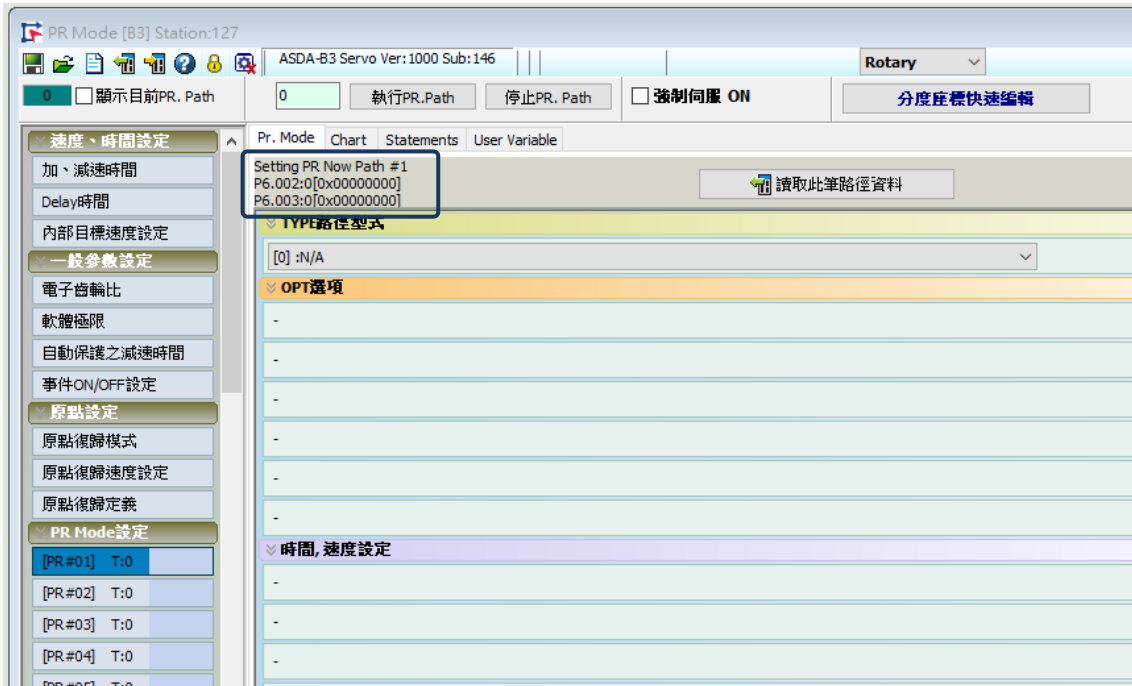 PR Mode [B3] Station:127
ASDA-B3 Servo Ver:1000 Sub:146
Rotary
0 顯示目前PR. Path
0 執行PR.Path 停止PR. Path 強制伺服 ON 分度座標快速編輯
速度、時間設定
加、減速時間
Delay時間
內部目標速度設定
一般參數設定
電子齒輪比
軟體極限
自動保護之減速時間
事件ON/OFF設定
原點設定
原點復歸模式
原點復歸速度設定
原點復歸定義
PR Mode設定
[PR#01] T:0
[PR#02] T:0
[PR#03] T:0
[PR#04] T:0
[PR#05] T:0
Pr. Mode Chart Statements User Variable
Setting PR Now Path #1
P6.002:0[0x00000000]
P6.003:0[0x00000000]
讀取此筆路徑資料
TYPE路徑型式
[0] :N/A
OPT選項
-
-
-
-
-
-
時間, 速度設定
-
-
-